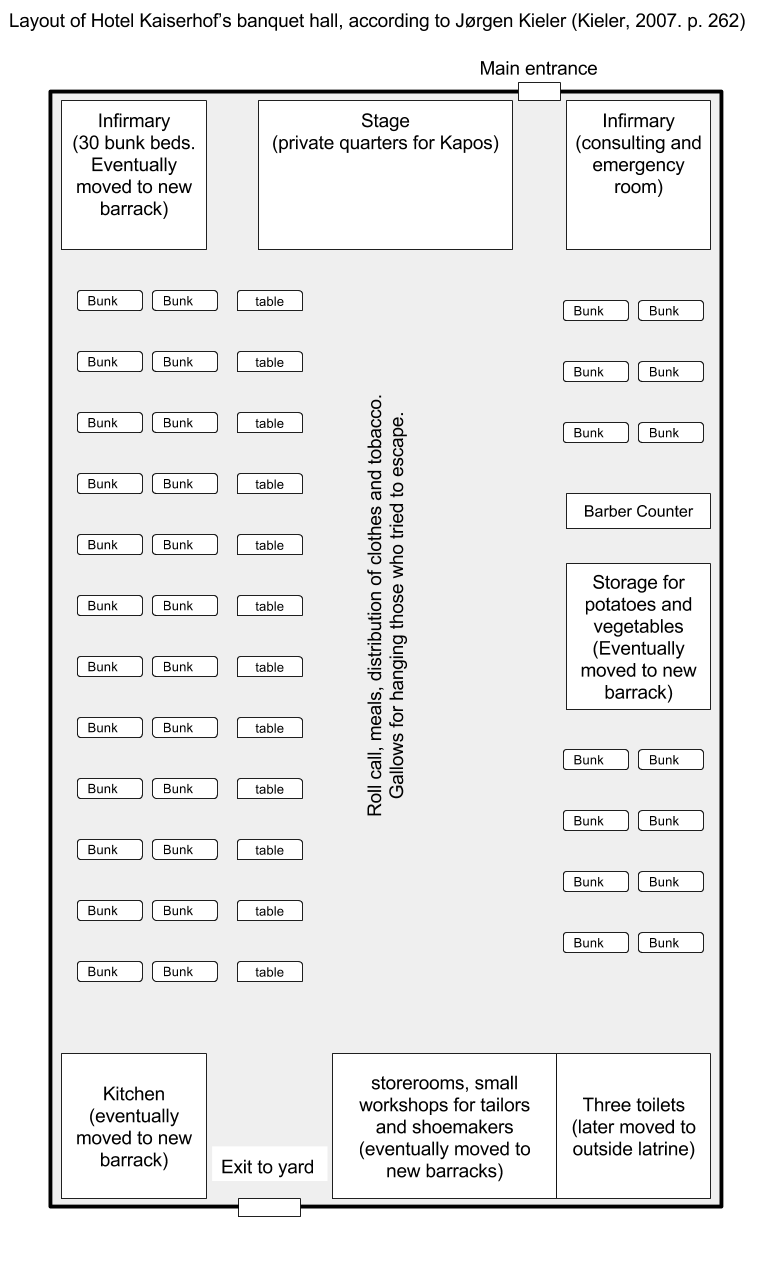 Layout of Hotel Kaiserhof's banquet hall, according to Jørgen Kieler (Kieler, 2007. p. 262)
Main entrance
Infirmary
(30 bunk beds.
Eventually
moved to new
barrack)
Stage
(private quarters for Kapos)
Infirmary
(consulting and
emergency
room)
Bunk Bunk table
Bunk Bunk table
Bunk Bunk table
Bunk Bunk table
Bunk Bunk table
Bunk Bunk table
Bunk Bunk table
Bunk Bunk table
Bunk Bunk table
Bunk Bunk table
Bunk Bunk table
Bunk Bunk table
Roll call, meals, distribution of clothes and tobacco.
Gallows for hanging those who tried to escape.
Bunk Bunk
Bunk Bunk
Bunk Bunk
Barber Counter
Storage for
potatoes and
vegetables
(Eventually
moved to new
barrack)
Bunk Bunk
Bunk Bunk
Bunk Bunk
Bunk Bunk
Kitchen
(eventually
moved to new
barrack)
Exit to yard
storerooms, small
workshops for tailors
and shoemakers
(eventually moved to
new barracks)
Three toilets
(later moved to
outside latrine)